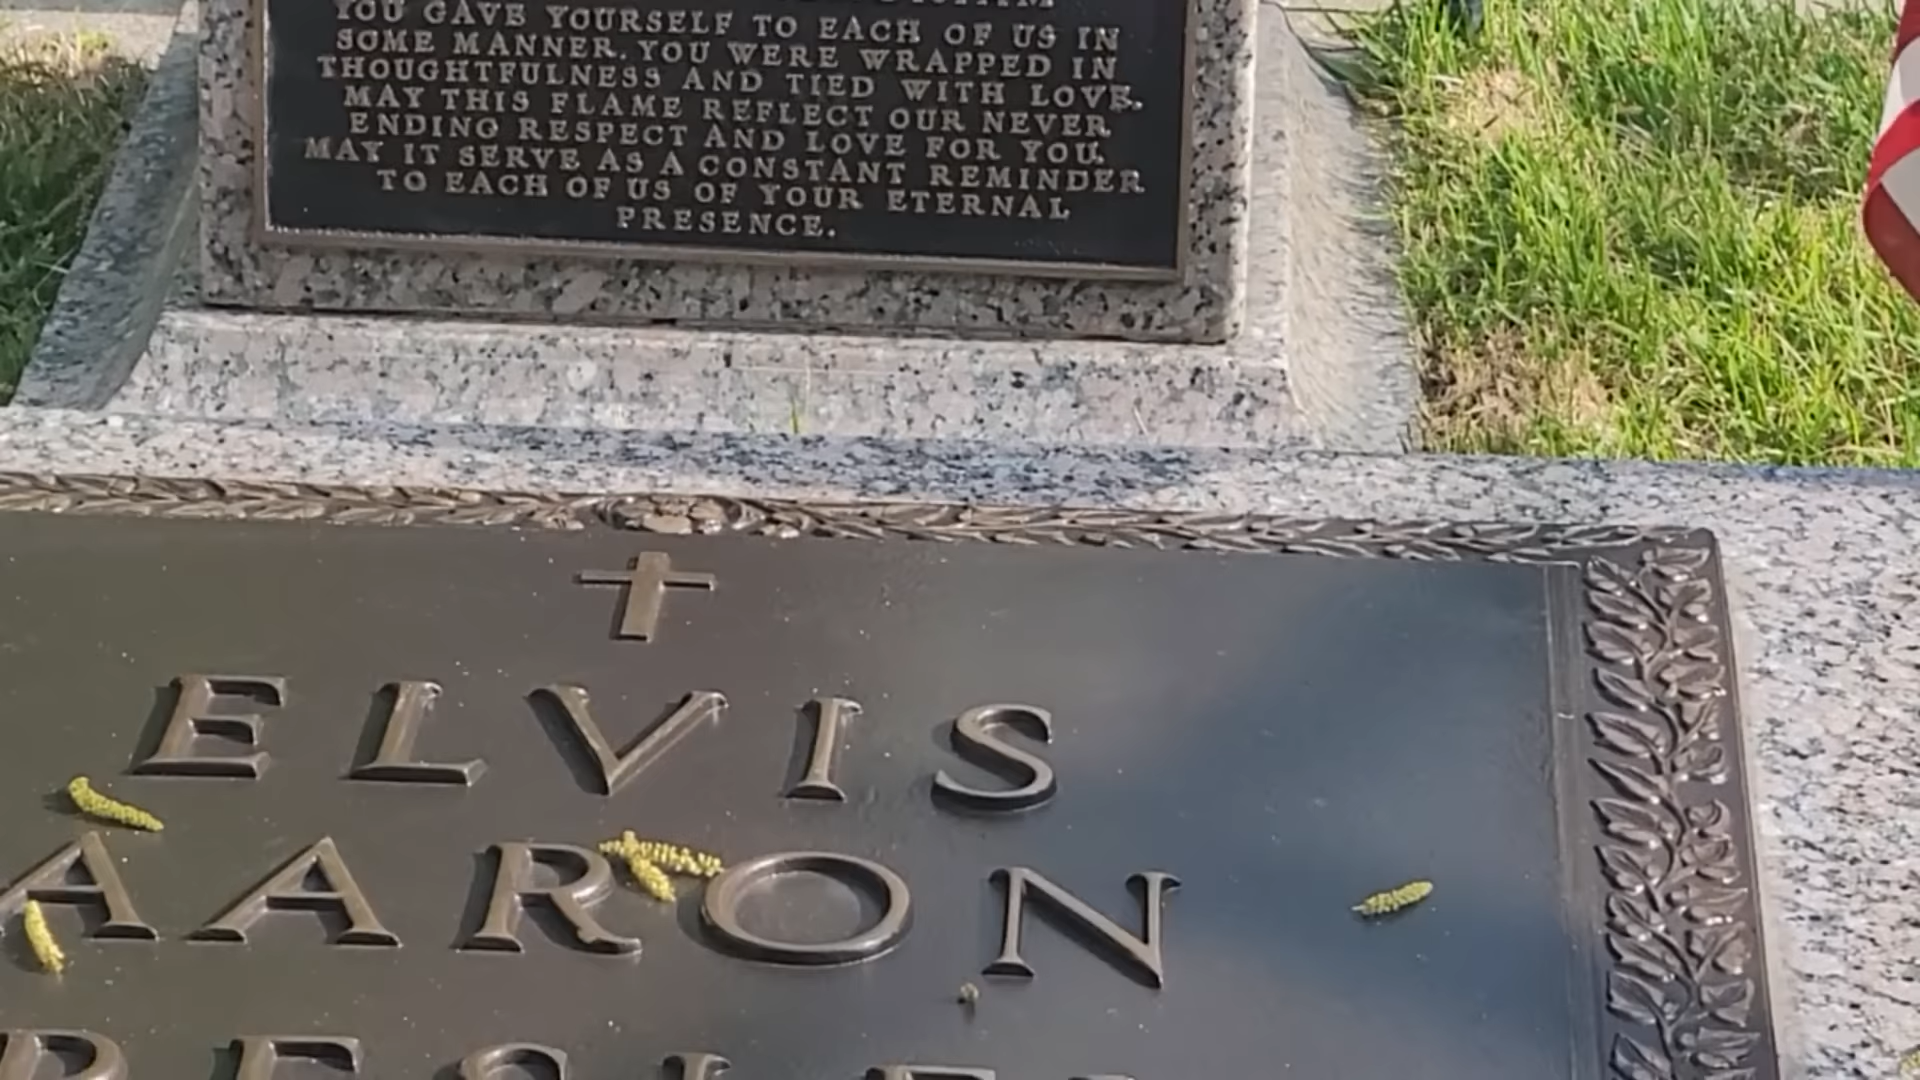 YOU GAVE YOURSELF TO EACH OF US IN
SOME MANNER. YOU WERE WRAPPED IN
THOUGHTFULNESS AND TIED WITH LOVE.
MAY THIS FLAME REFLECT OUR NEVER
ENDING RESPECT AND LOVE FOR YOU.
MAY IT SERVE AS A CONSTANT REMINDER
TO EACH OF US OF YOUR ETERNAL
PRESENCE.
ELVIS
AARON